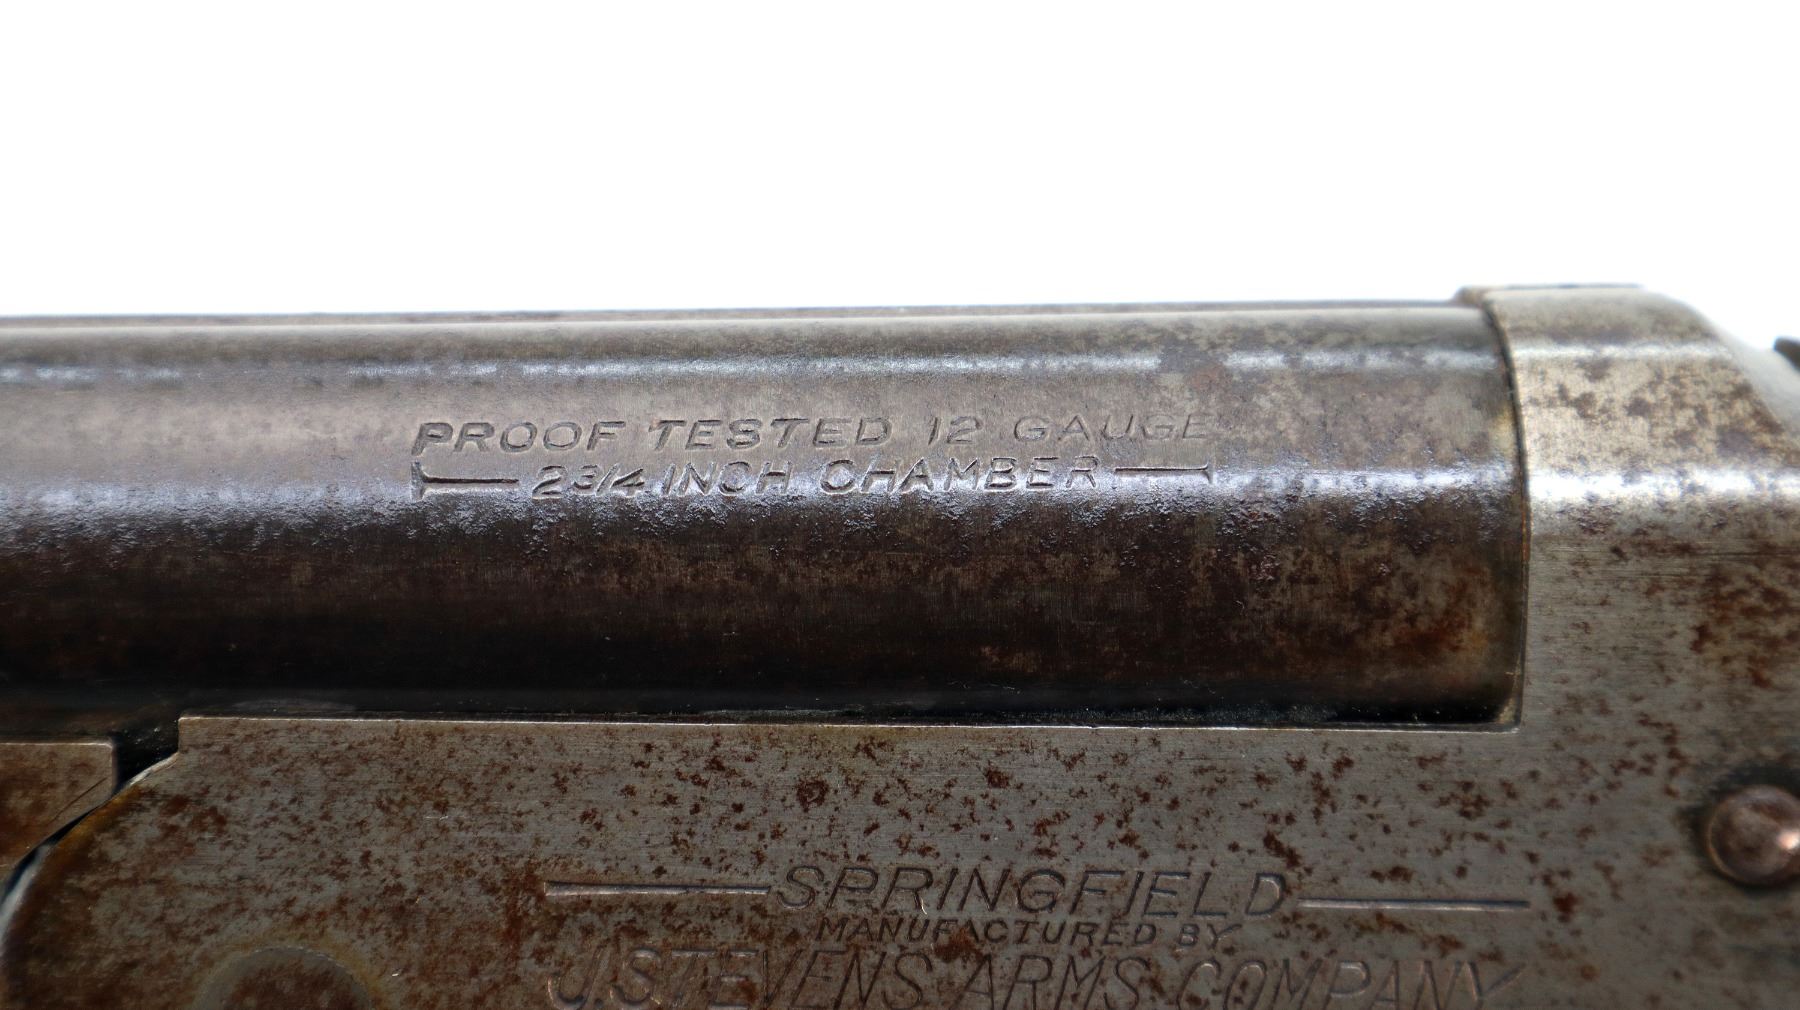 PROOF TESTED 12 GAUGE
2 3/4 INCH CHAMBER
SPRINGFIELD
MANUFACTURED BY
J. STEVENS ARMS COMPANY